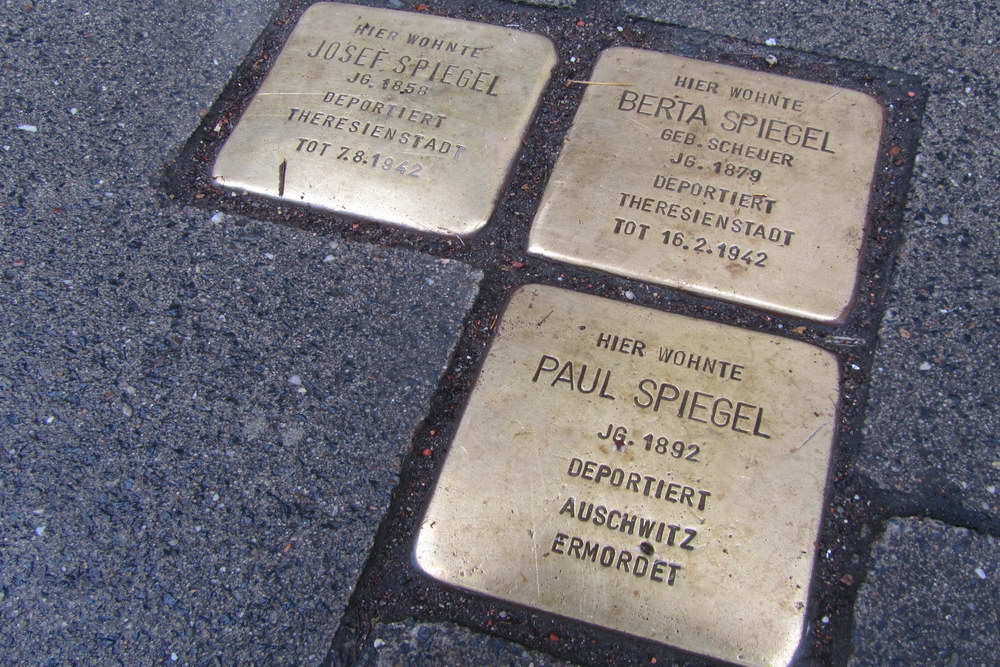 HIER WOHNTE
JOSEF SPIEGEL
JG. 1858
DEPORTIERT
THERESIENSTADT
TOT 7.8.1942
HIER WOHNTE
BERTA SPIEGEL
GEB. SCHEUER
JG. 1879
DEPORTIERT
THERESIENSTADT
TOT 16.2.1942
HIER WOHNTE
PAUL SPIEGEL
JG. 1892
DEPORTIERT
AUSCHWITZ
ERMORDET